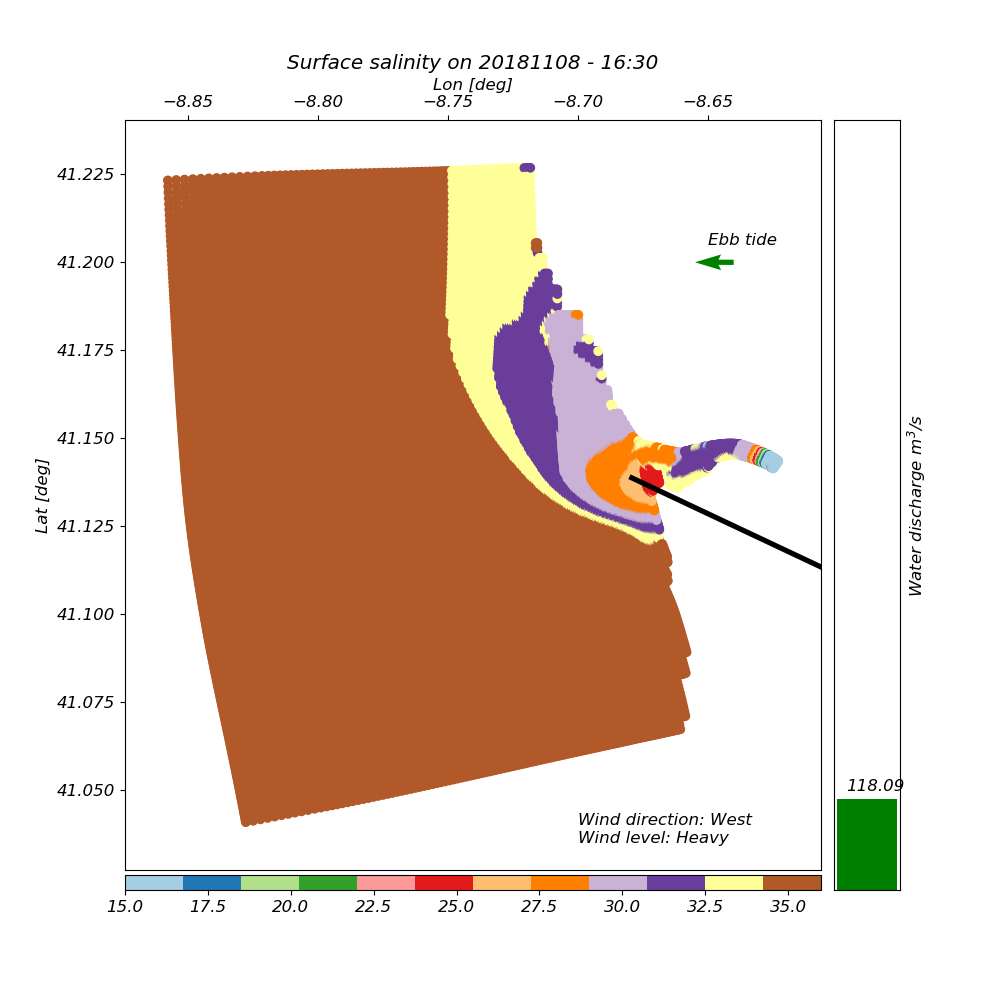 Surface salinity on 20181108 - 16:30
Lon [deg]
−8.85 −8.80 −8.75 −8.70 −8.65
41.225
41.200
41.175
41.150
41.125
41.100
41.075
41.050
Lat [deg]
Ebb tide
Wind direction: West
Wind level: Heavy
Water discharge m³/s
118.09
15.0 17.5 20.0 22.5 25.0 27.5 30.0 32.5 35.0